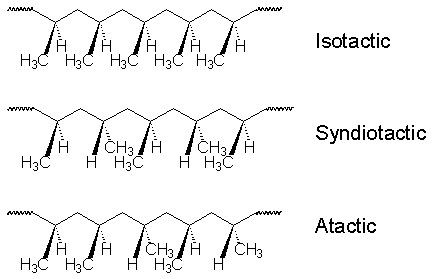 H H H H H
H₃C H₃C H₃C H₃C H₃C
Isotactic
H CH₃ H CH₃ H
H₃C H H₃C H H₃C
Syndiotactic
H H CH₃ H CH₃
H₃C H₃C H H₃C H
Atactic